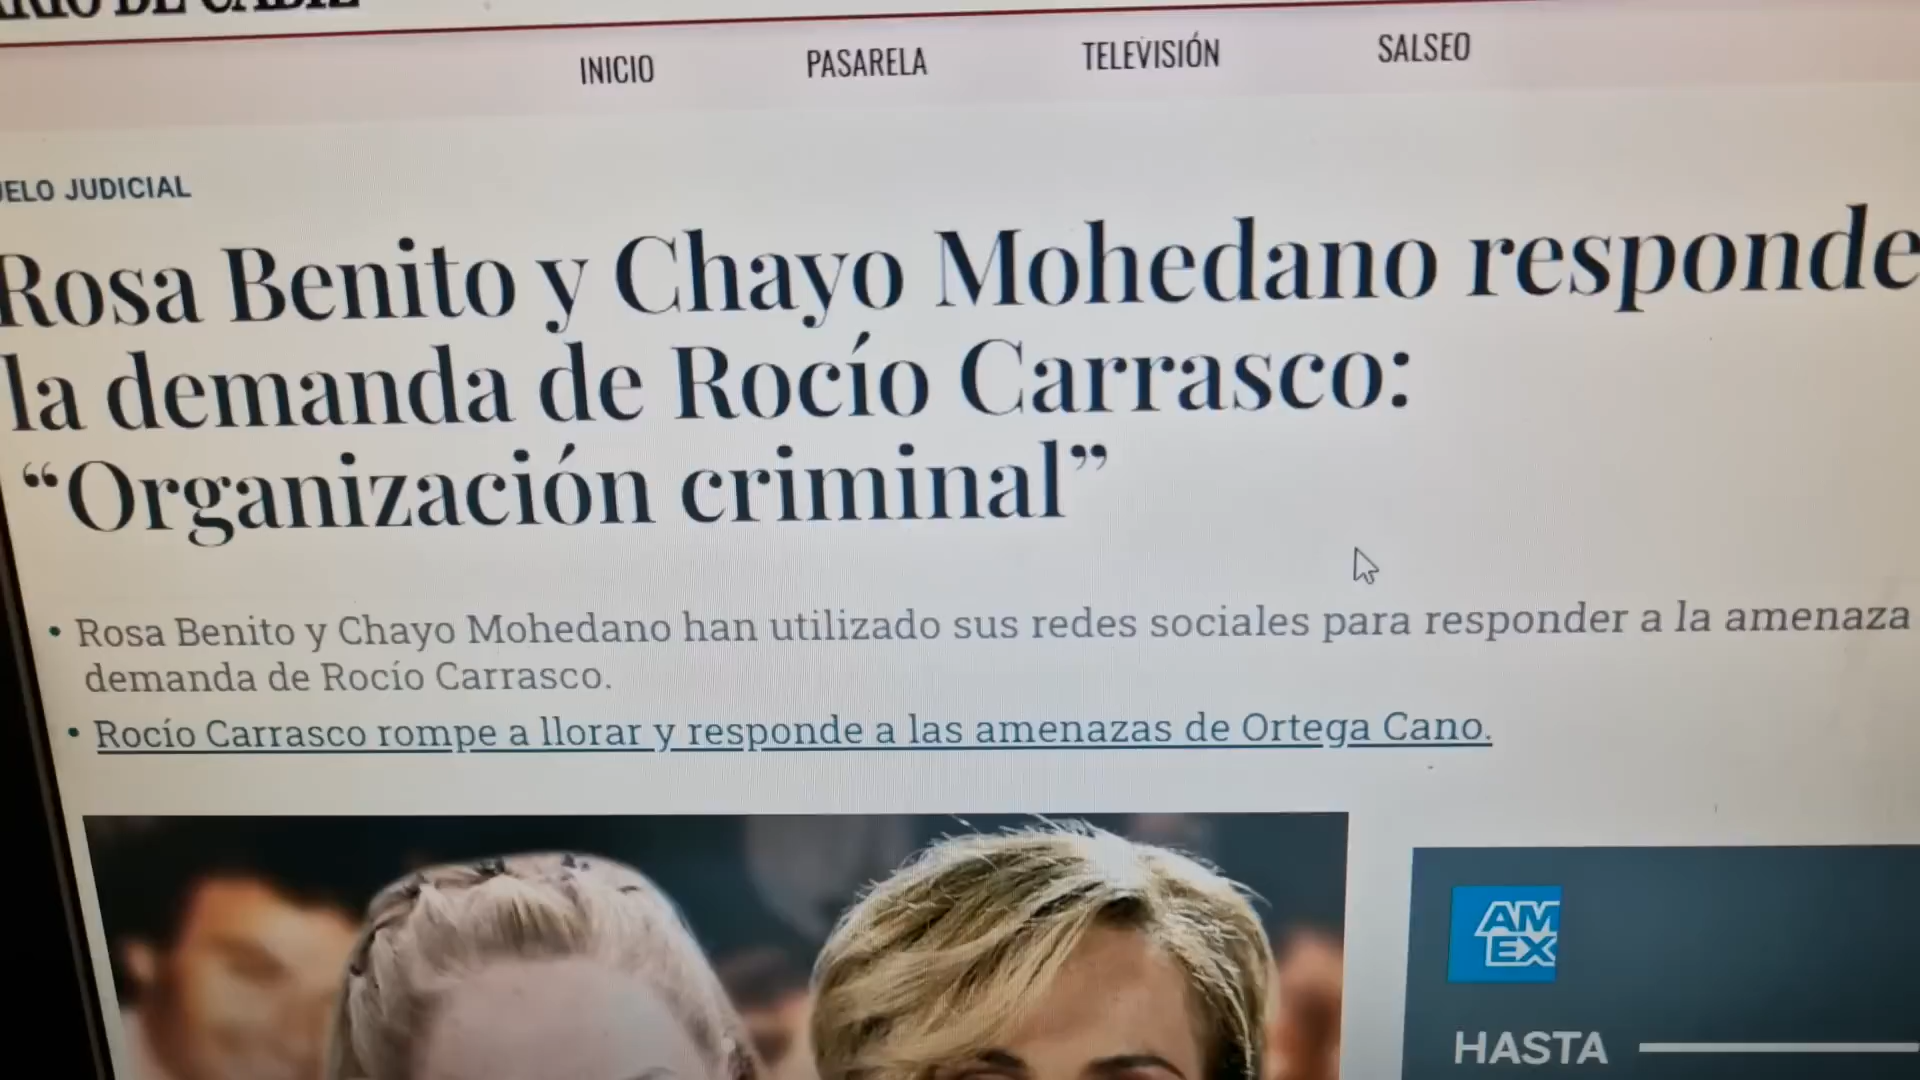 DE CÁDIZ
INICIO PASARELA TELEVISIÓN SALSEO
JUDICIAL
Rosa Benito y Chayo Mohedano responde
la demanda de Rocío Carrasco:
“Organización criminal”
• Rosa Benito y Chayo Mohedano han utilizado sus redes sociales para responder a la amenaza
demanda de Rocío Carrasco.
• Rocío Carrasco rompe a llorar y responde a las amenazas de Ortega Cano.
AM
EX
HASTA